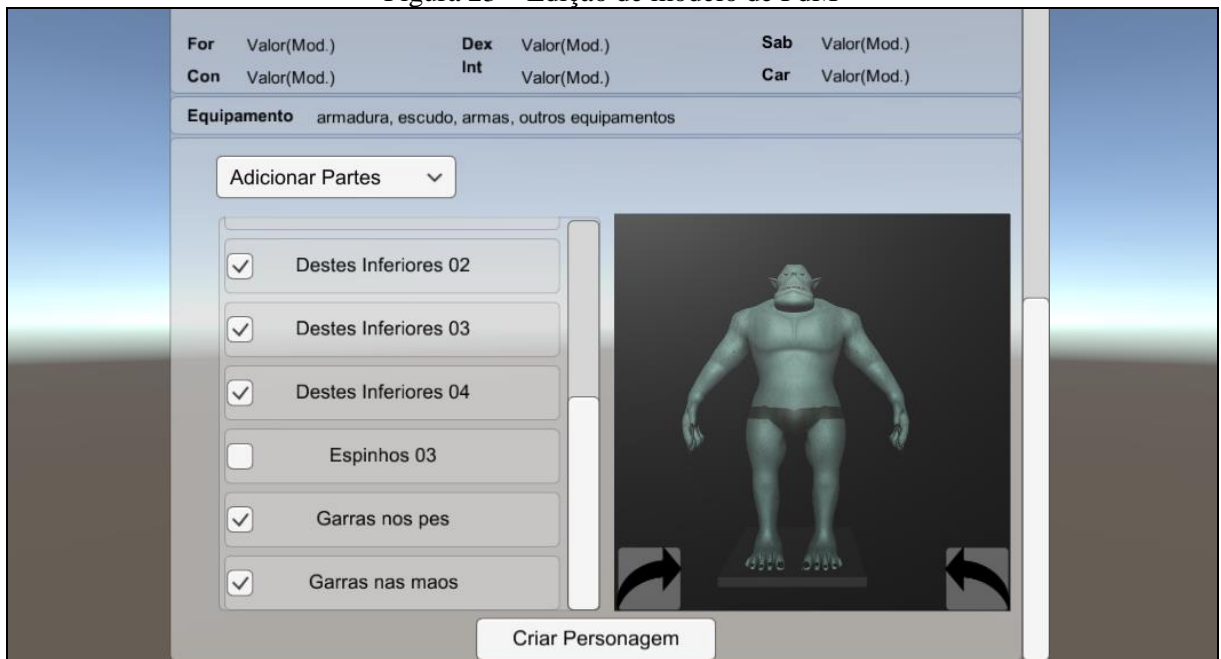 For Valor(Mod.) Dex Valor(Mod.) Sab Valor(Mod.)
Con Valor(Mod.) Int Valor(Mod.) Car Valor(Mod.)
Equipamento armadura, escudo, armas, outros equipamentos
Adicionar Partes
Destes Inferiores 02
Destes Inferiores 03
Destes Inferiores 04
Espinhos 03
Garras nos pes
Garras nas maos
Criar Personagem